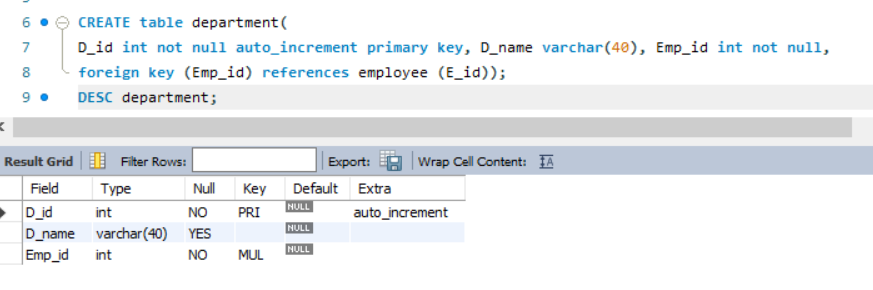 6 CREATE table department(
7 D_id int not null auto_increment primary key, D_name varchar(40), Emp_id int not null,
8 foreign key (Emp_id) references employee (E_id));
9 DESC department;
Result Grid Filter Rows: Export: Wrap Cell Content:
Field Type Null Key Default Extra
D_id int NO PRI NULL auto_increment
D_name varchar(40) YES NULL
Emp_id int NO MUL NULL